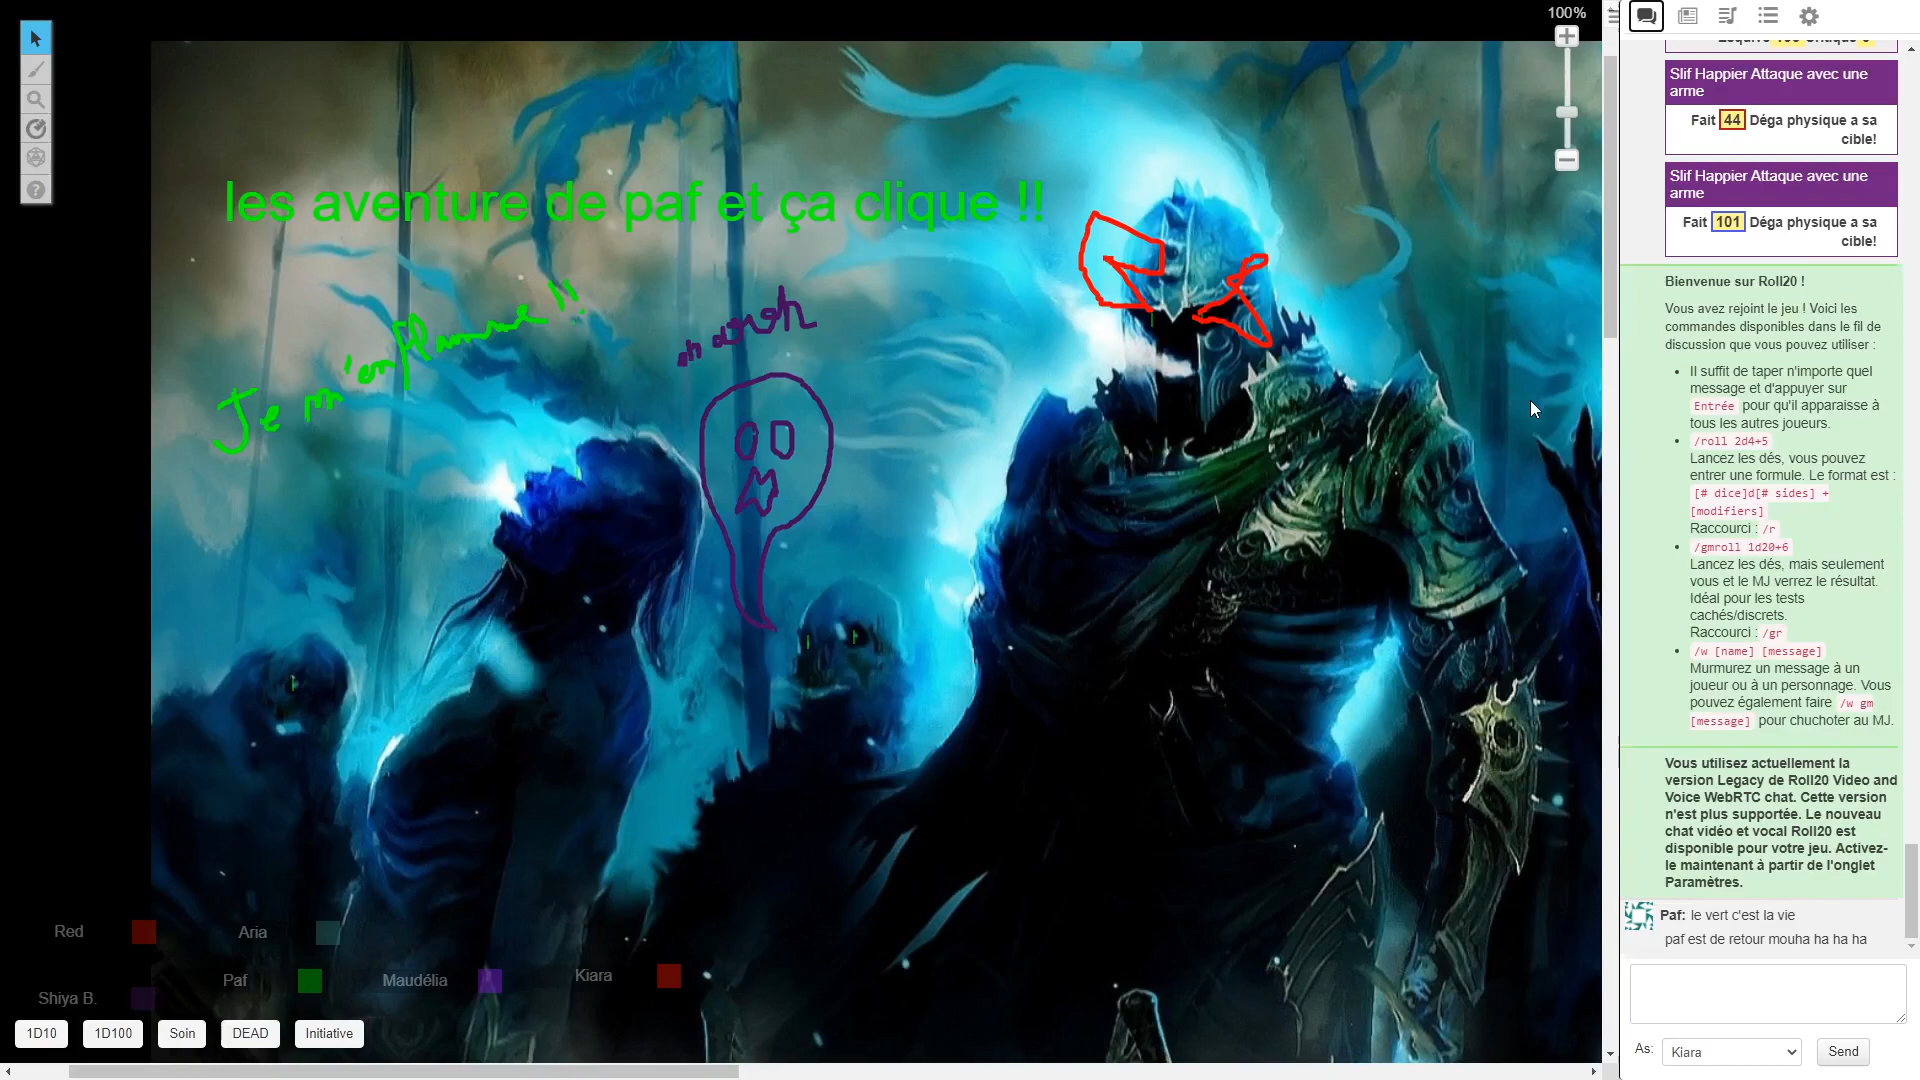 100%
les aventure de paf et ça clique !!
Je m'enflamme !!
Red
Aria
Paf
Maudélia
Kiara
Shiya B.
1D10
1D100
Soin
DEAD
Initiative
Slif Happier Attaque avec une
arme
Fait 44 Déga physique a sa
cible!
Slif Happier Attaque avec une
arme
Fait 101 Déga physique a sa
cible!
Bienvenue sur Roll20 !
Vous avez rejoint le jeu ! Voici les
commandes disponibles dans le fil de
discussion que vous pouvez utiliser :
Il suffit de taper n'importe quel
message et d'appuyer sur
Entrée pour qu'il apparaisse à
tous les autres joueurs.
/roll 2d4+5
Lancez les dés, vous pouvez
entrer une formule. Le format est :
[# dice]d[# sides] +
[modifiers]
Raccourci : /r
/gmroll 1d20+6
Lancez les dés, mais seulement
vous et le MJ verrez le résultat.
Idéal pour les tests
cachés/discrets.
Raccourci : /gr
/w [name] [message]
Murmurez un message à un
joueur ou à un personnage. Vous
pouvez également faire /w gm
[message] pour chuchoter au MJ.
Vous utilisez actuellement la
version Legacy de Roll20 Video and
Voice WebRTC chat. Cette version
n'est plus supportée. Le nouveau
chat vidéo et vocal Roll20 est
disponible pour votre jeu. Activez-
le maintenant à partir de l'onglet
Paramètres.
Paf: le vert c'est la vie
paf est de retour mouha ha ha ha
As: Kiara
Send